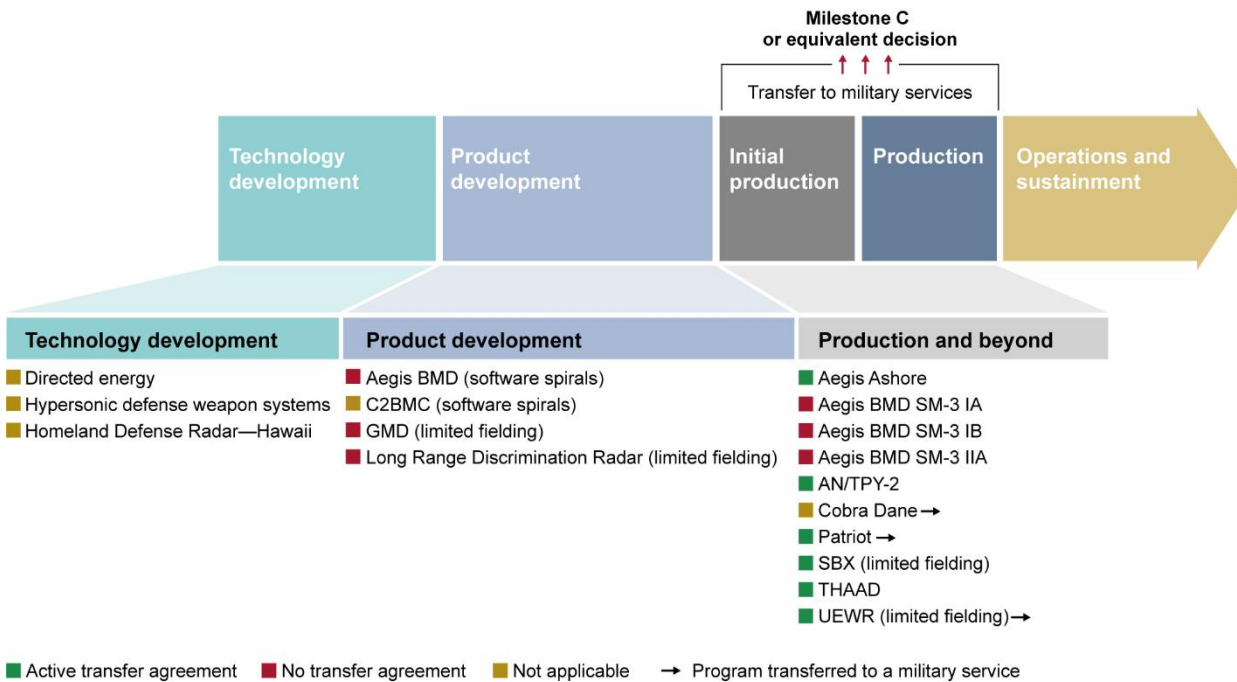 Milestone C
or equivalent decision
Transfer to military services
Technology
development
Product
development
Initial
production
Production
Operations and
sustainment
Technology development
Directed energy
Hypersonic defense weapon systems
Homeland Defense Radar—Hawaii
Product development
Aegis BMD (software spirals)
C2BMC (software spirals)
GMD (limited fielding)
Long Range Discrimination Radar (limited fielding)
Production and beyond
Aegis Ashore
Aegis BMD SM-3 IA
Aegis BMD SM-3 IB
Aegis BMD SM-3 IIA
AN/TPY-2
Cobra Dane →
Patriot →
SBX (limited fielding)
THAAD
UEWR (limited fielding)→
Active transfer agreement
No transfer agreement
Not applicable
→ Program transferred to a military service